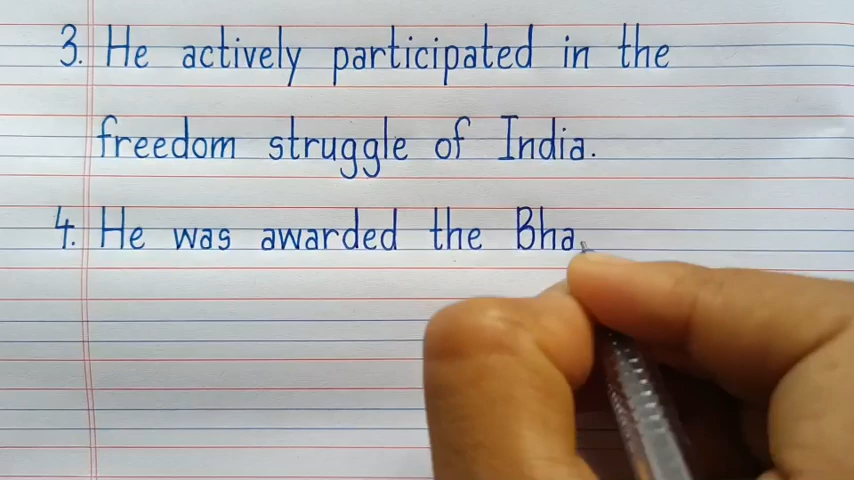 3. He actively participated in the
freedom struggle of India.
4. He was awarded the Bha